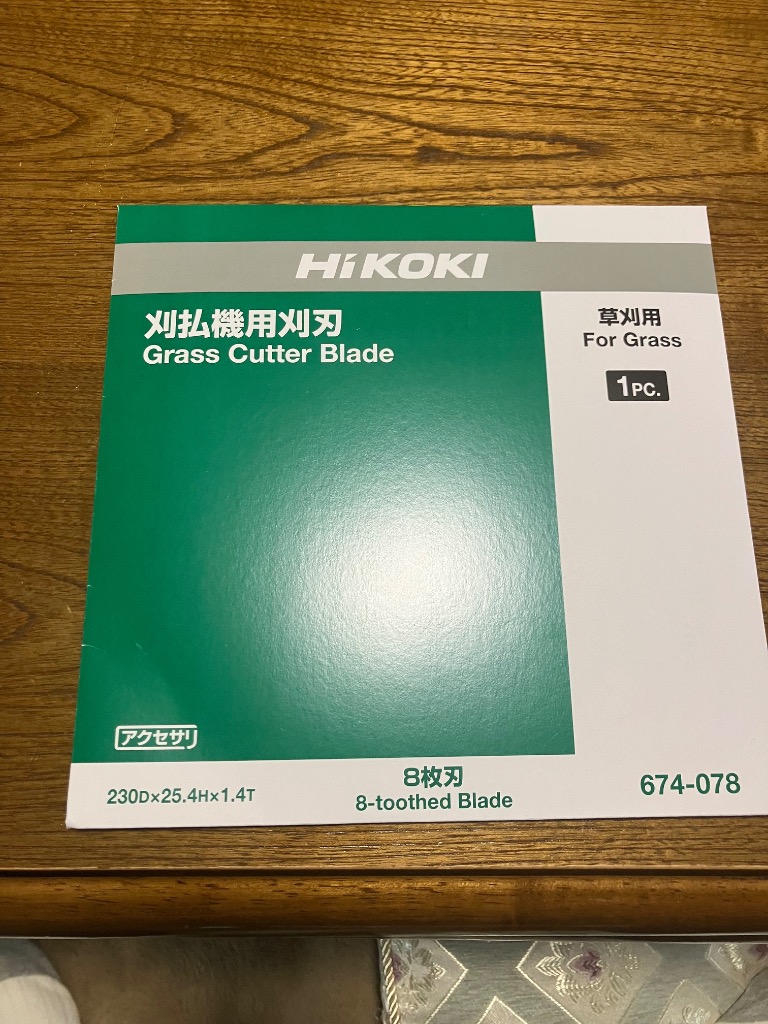 HiKOKI
刈払機用刈刃
Grass Cutter Blade
草刈用
For Grass
1PC.
アクセサリ
230D×25.4H×1.4T
8枚刃
8-toothed Blade
674-078